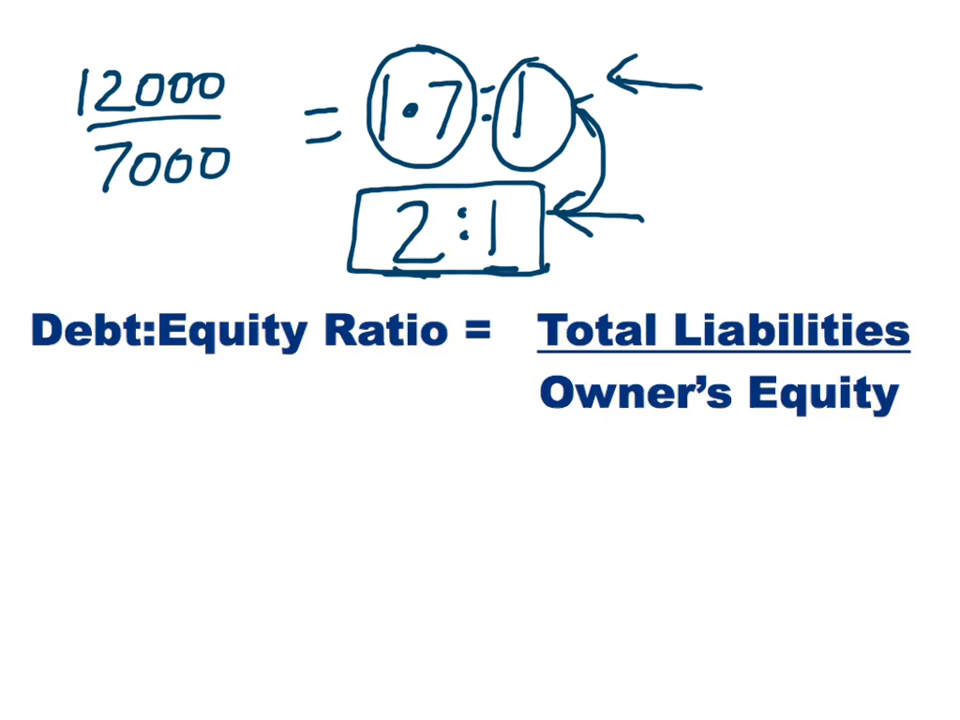 12000 = 1.7:1
7000
2:1
Debt:Equity Ratio = Total Liabilities
Owner’s Equity